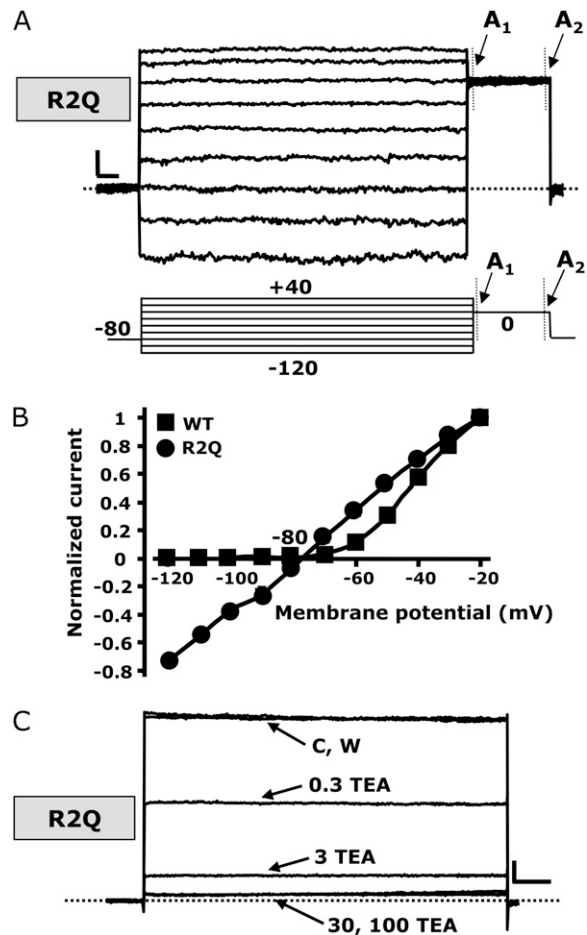 A
A1
A2
R2Q
A1
A2
+40
-80
0
-120
B
WT
R2Q
Normalized current
1
0.8
0.6
0.4
0.2
0
-0.2
-0.4
-0.6
-0.8
-80
-120
-100
-60
-40
-20
Membrane potential (mV)
C
C, W
0.3 TEA
R2Q
3 TEA
30, 100 TEA